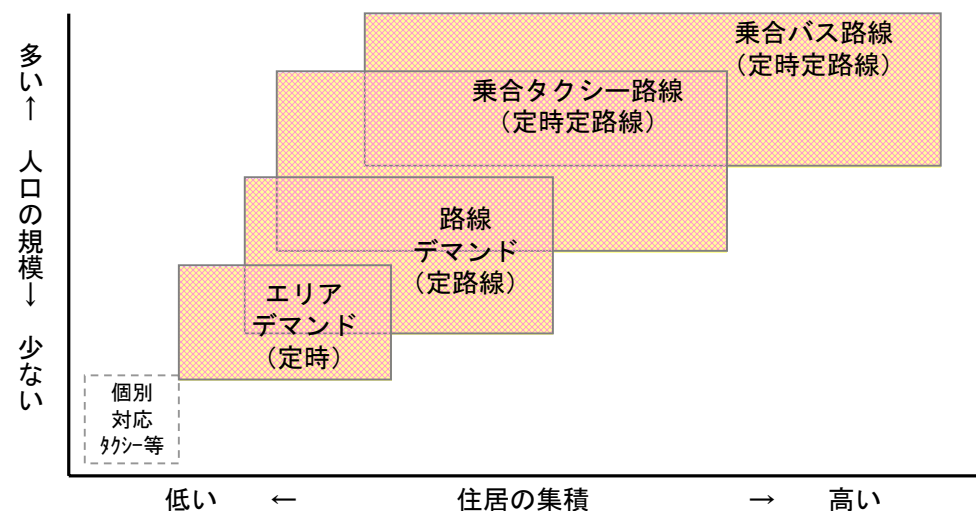 多い↑　人口の規模↓　少ない
乗合バス路線
（定時定路線）
乗合タクシー路線
（定時定路線）
路線
デマンド
（定路線）
エリア
デマンド
（定時）
個別
対応
ﾀｸｼｰ等
低い　←　住居の集積　→　高い